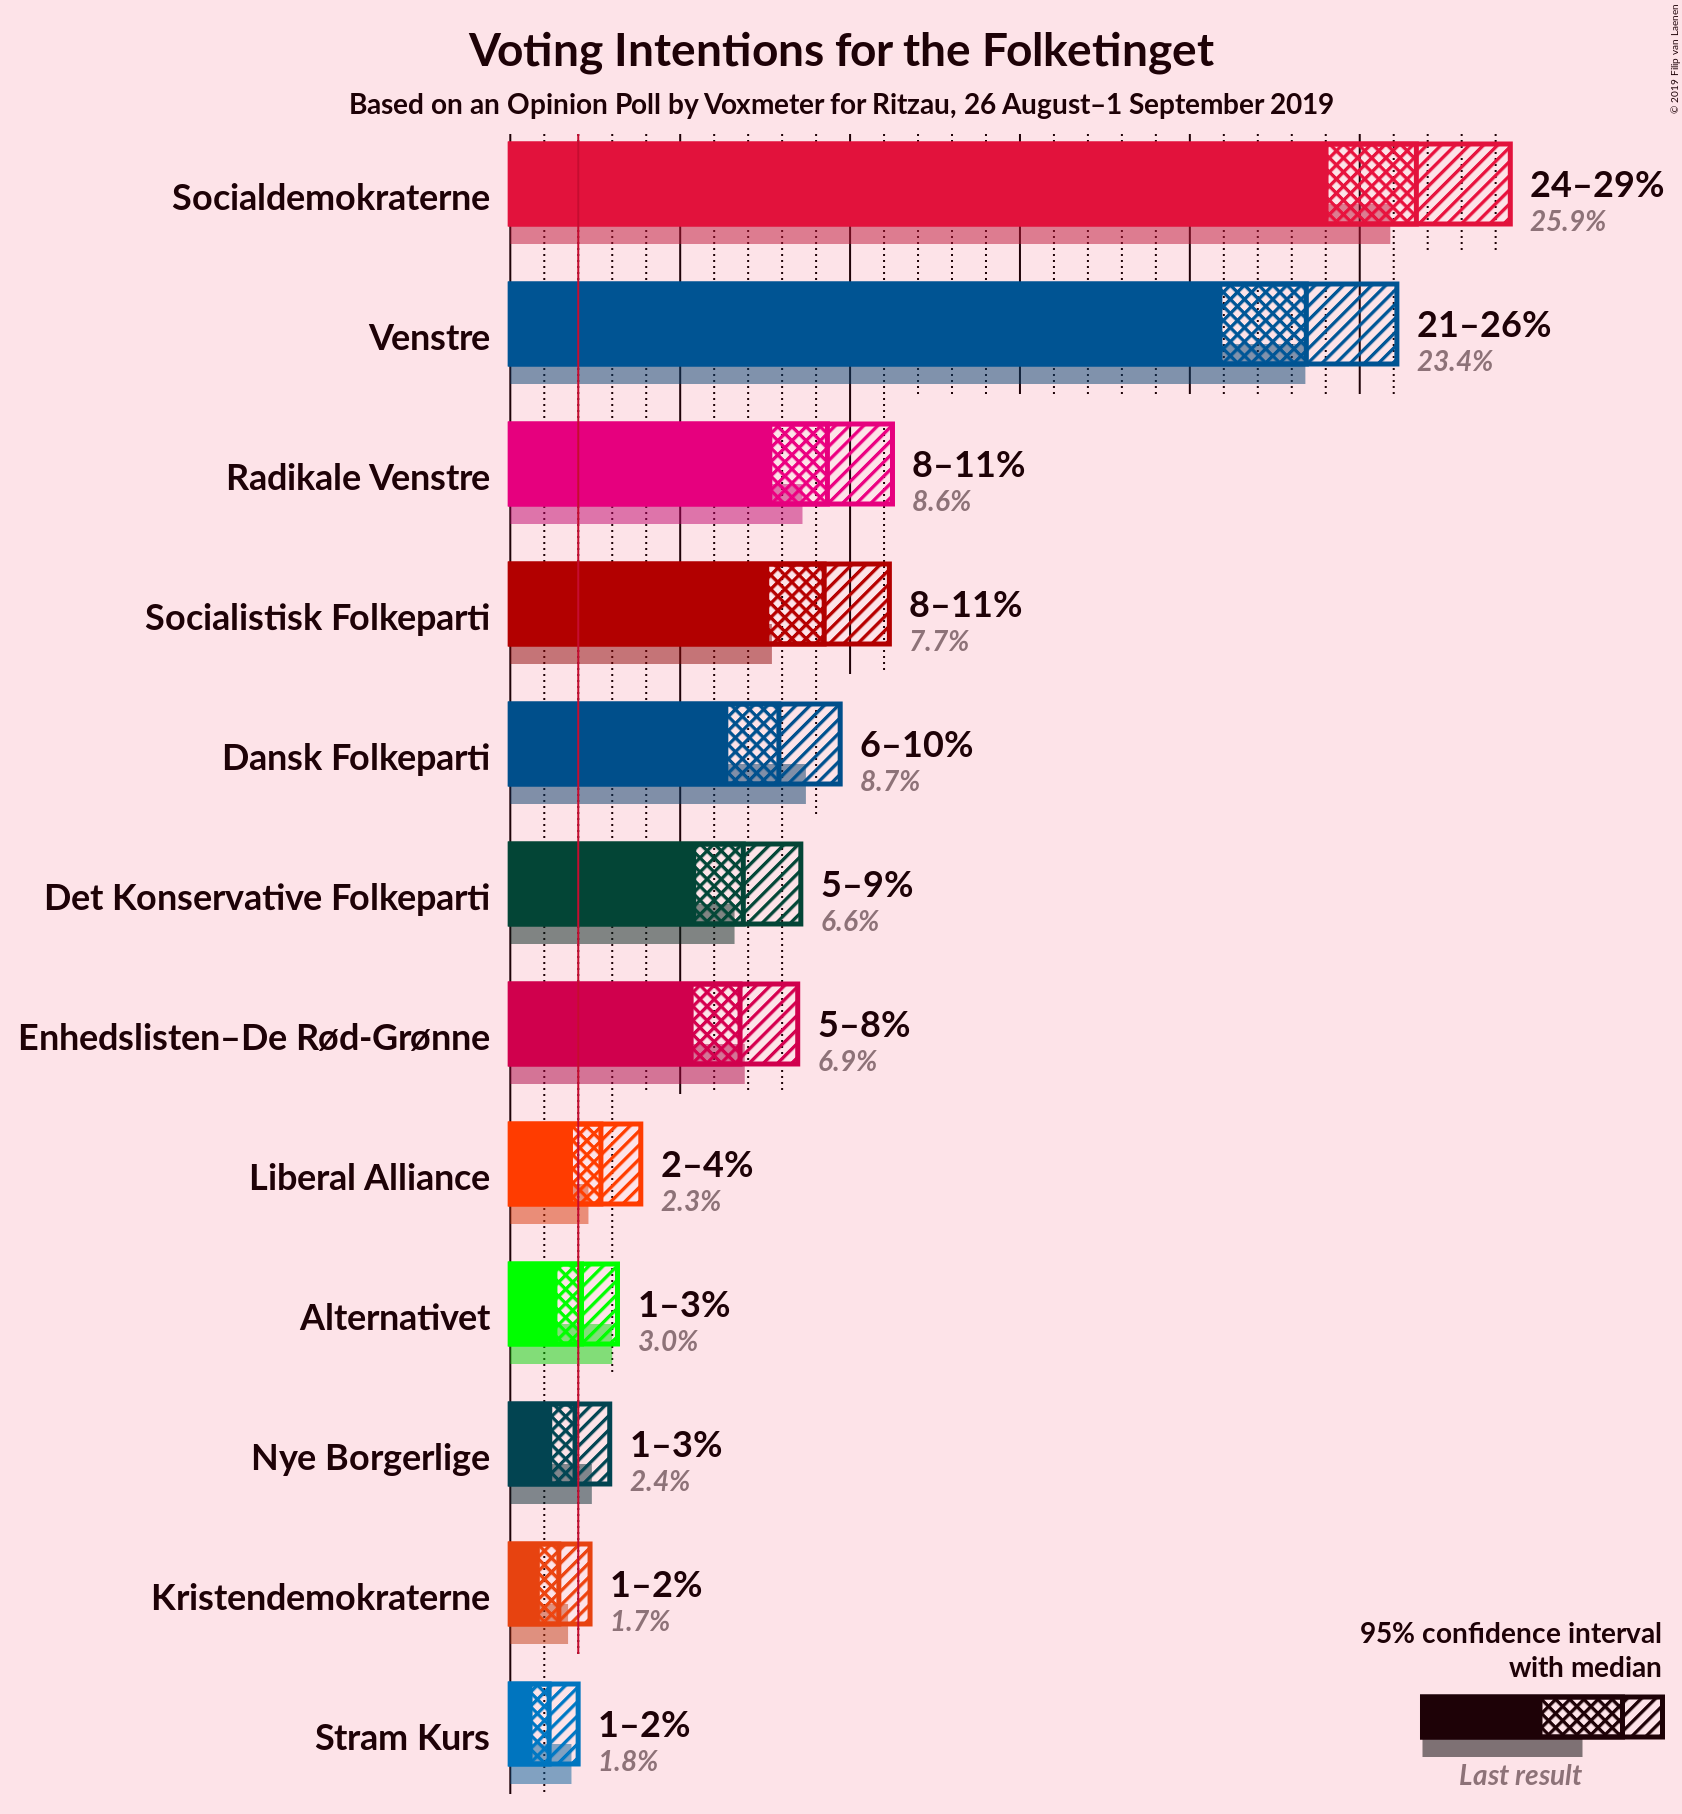 © 2019 Filip van Laenen
Voting Intentions for the Folketinget
Based on an Opinion Poll by Voxmeter for Ritzau, 26 August–1 September 2019
Socialdemokraterne
24–29%
25.9%
Venstre
21–26%
23.4%
Radikale Venstre
8–11%
8.6%
Socialistisk Folkeparti
8–11%
7.7%
Dansk Folkeparti
6–10%
8.7%
Det Konservative Folkeparti
5–9%
6.6%
Enhedslisten–De Rød-Grønne
5–8%
6.9%
Liberal Alliance
2–4%
2.3%
Alternativet
1–3%
3.0%
Nye Borgerlige
1–3%
2.4%
Kristendemokraterne
1–2%
1.7%
Stram Kurs
1–2%
1.8%
95% confidence interval
with median
Last result